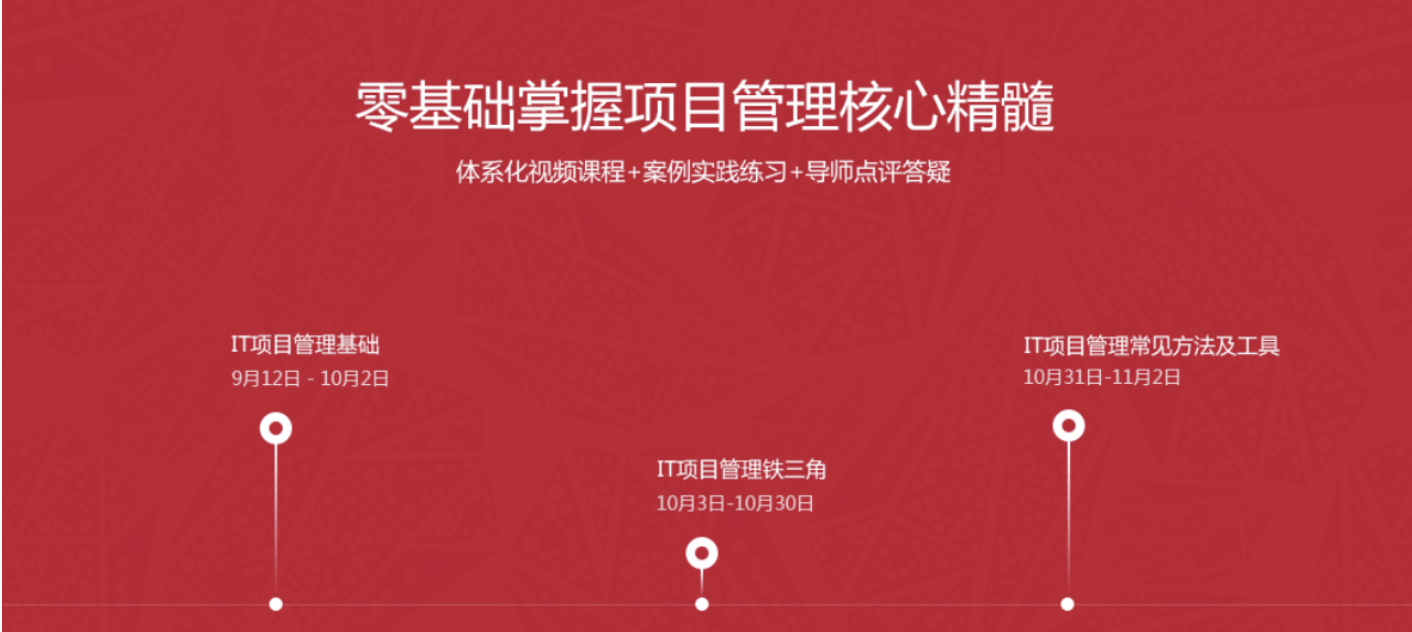 零基础掌握项目管理核心精髓
体系化视频课程+案例实践练习+导师点评答疑
IT项目管理基础
9月12日 - 10月2日
IT项目管理铁三角
10月3日-10月30日
IT项目管理常见方法及工具
10月31日-11月2日